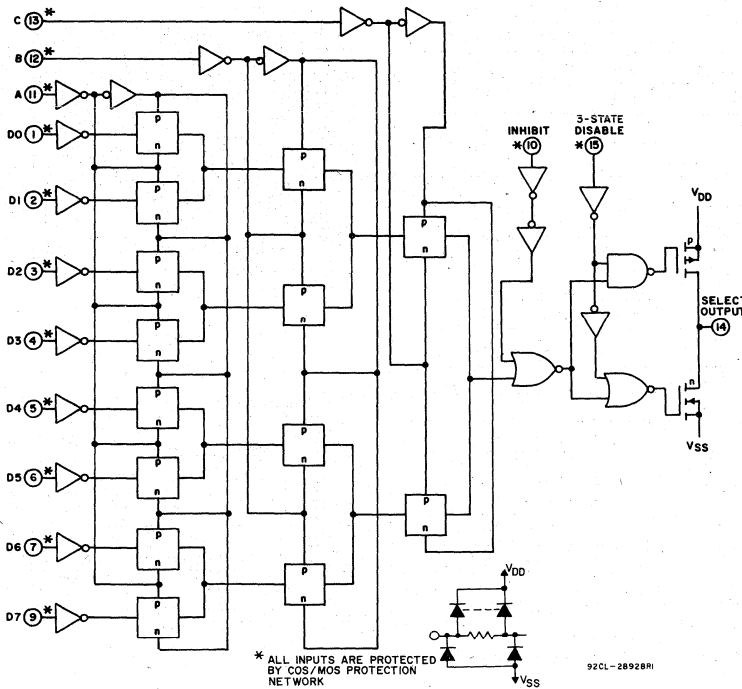 C 13 *
B 12 *
A 11 *
D0 1 *
D1 2 *
D2 3 *
D3 4 *
D4 5 *
D5 6 *
D6 7 *
D7 9 *
p
n
p
n
p
n
p
n
p
n
p
n
p
n
p
n
p
n
p
n
p
n
p
n
p
n
p
n
INHIBIT
* 10
3-STATE
DISABLE
* 15
VDD
p
SELECT
OUTPUT
14
n
VSS
VDD
VSS
* ALL INPUTS ARE PROTECTED
BY COS/MOS PROTECTION
NETWORK
92CL-28928RI